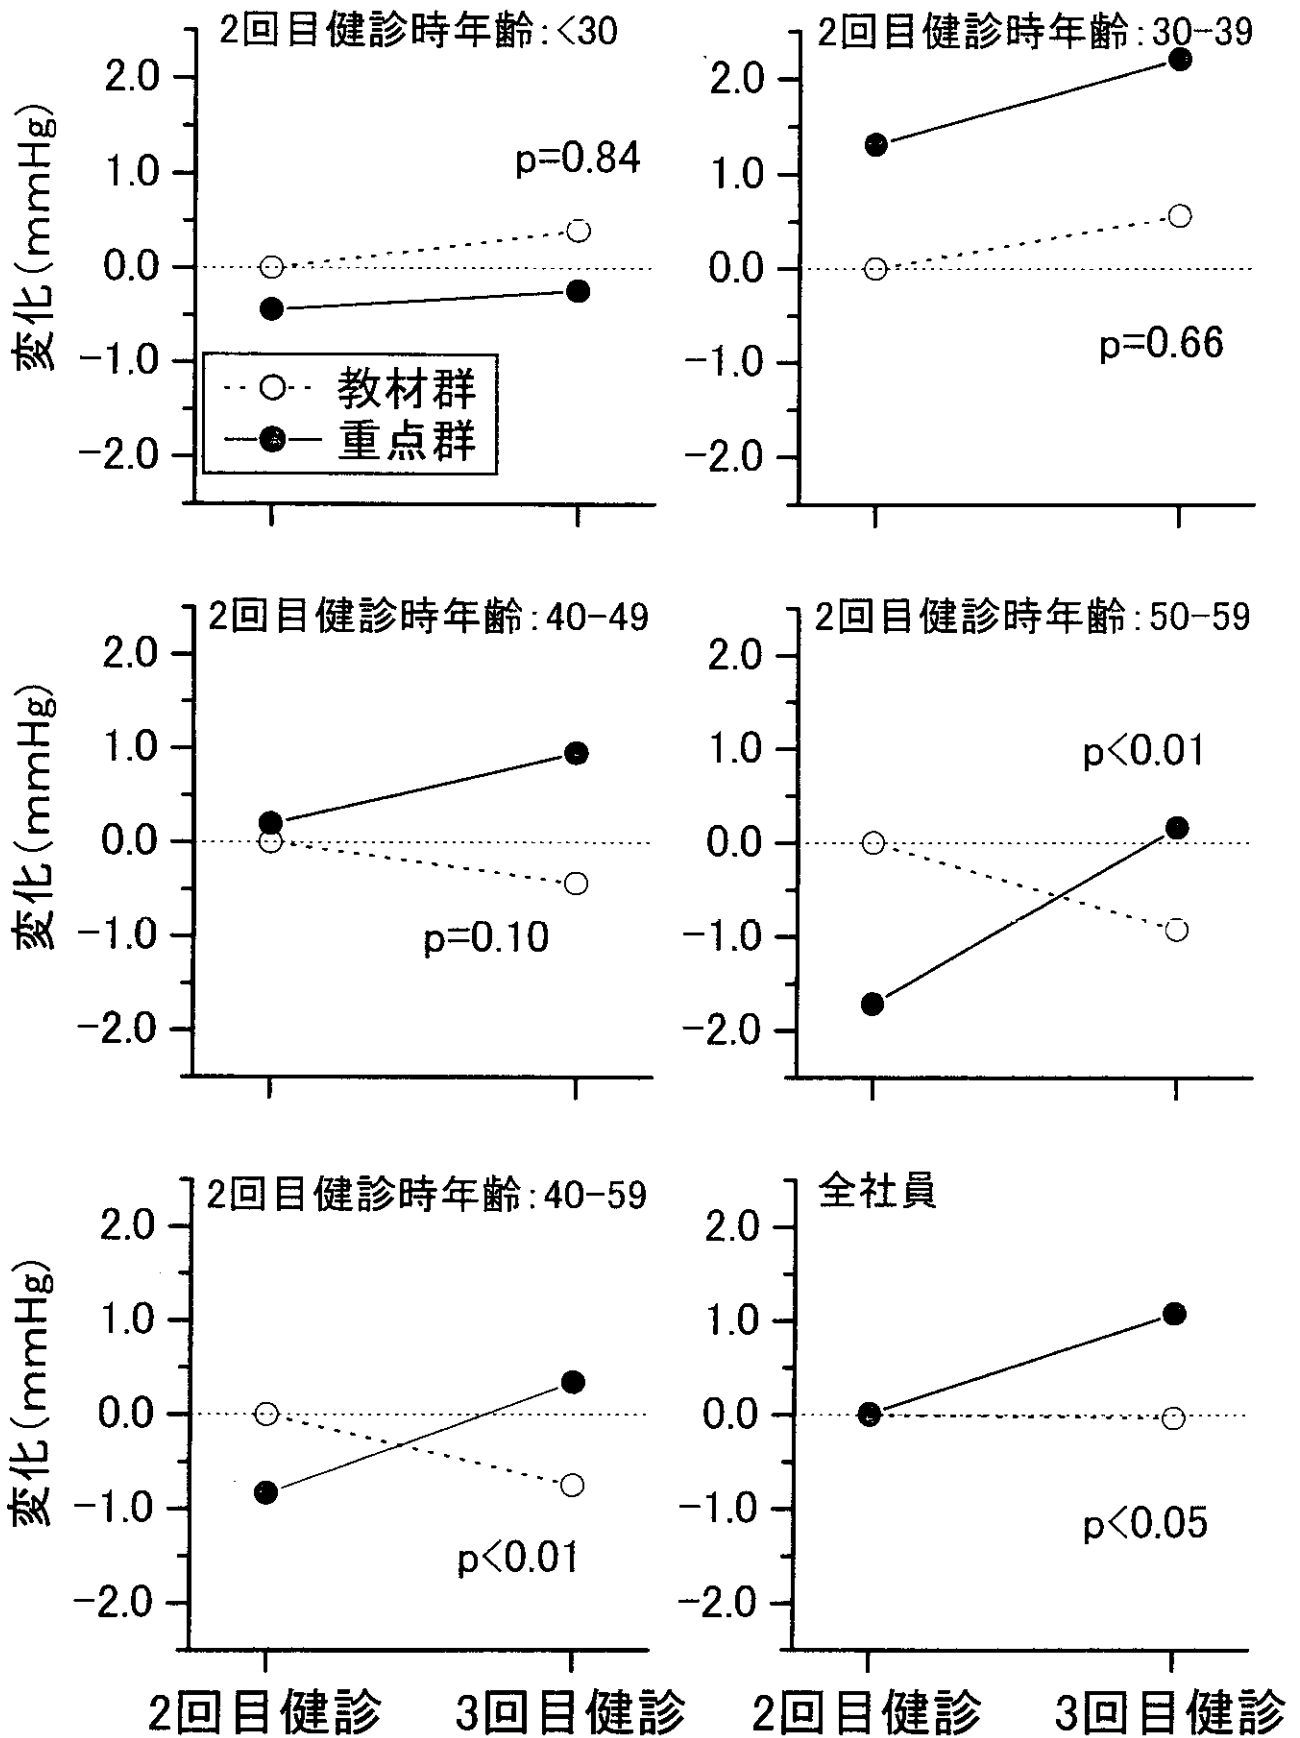 2回目健診時年齢:<30
変化(mmHg)
2.0
1.0
0.0
-1.0
-2.0
p=0.84
教材群
重点群
2回目健診時年齢:30-39
2.0
1.0
0.0
-1.0
-2.0
p=0.66
2回目健診時年齢:40-49
変化(mmHg)
2.0
1.0
0.0
-1.0
-2.0
p=0.10
2回目健診時年齢:50-59
2.0
1.0
0.0
-1.0
-2.0
p<0.01
2回目健診時年齢:40-59
変化(mmHg)
2.0
1.0
0.0
-1.0
-2.0
p<0.01
2回目健診
3回目健診
全社員
2.0
1.0
0.0
-1.0
-2.0
p<0.05
2回目健診
3回目健診